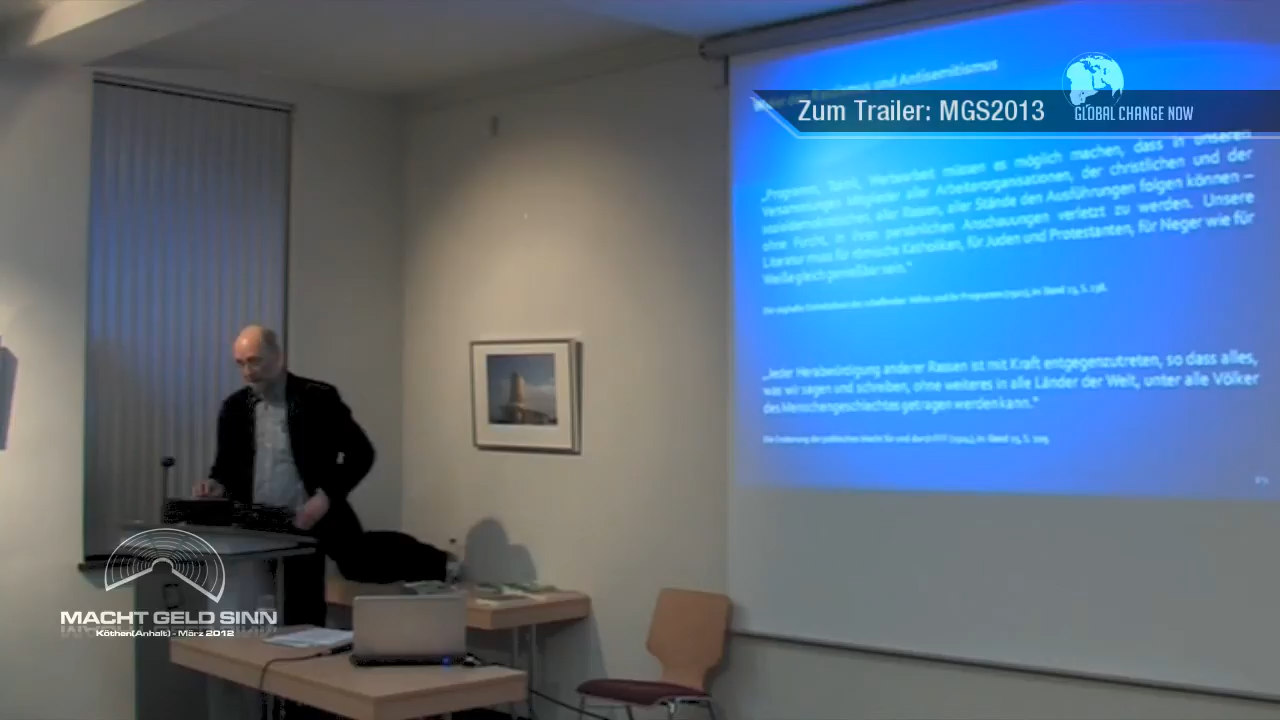 und Antisemitismus
Zum Trailer: MGS2013
GLOBAL CHANGE NOW
„Programm, Taktik, Werbearbeit müssen es möglich machen, dass in unseren
Versammlungen Mitglieder aller Arbeiterorganisationen, der christlichen und der
sozialdemokratischen, aller Rassen, aller Stände den Ausführungen folgen können –
ohne Furcht, in ihren persönlichen Anschauungen verletzt zu werden. Unsere
Literatur muss für römische Katholiken, für Juden und Protestanten, für Neger wie für
Weiße gleich genießbar sein.“
„Jeder Herabwürdigung anderer Rassen ist mit Kraft entgegenzutreten, so dass alles,
was wir sagen und schreiben, ohne weiteres in alle Länder der Welt, unter alle Völker
des Menschengeschlechtes getragen werden kann.“
MACHT GELD SINN
Köthen(Anhalt) - März 2012